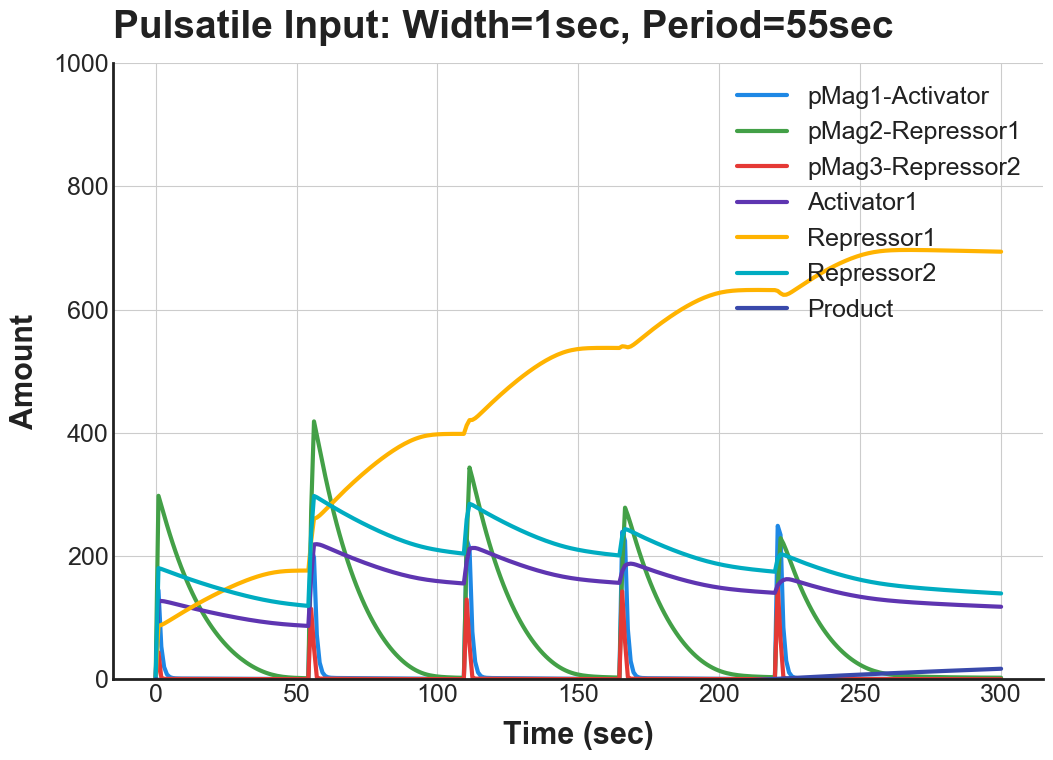 Pulsatile Input: Width=1sec, Period=55sec
1000
800
600
400
200
0
Amount
pMag1-Activator
pMag2-Repressor1
pMag3-Repressor2
Activator1
Repressor1
Repressor2
Product
0 50 100 150 200 250 300
Time (sec)